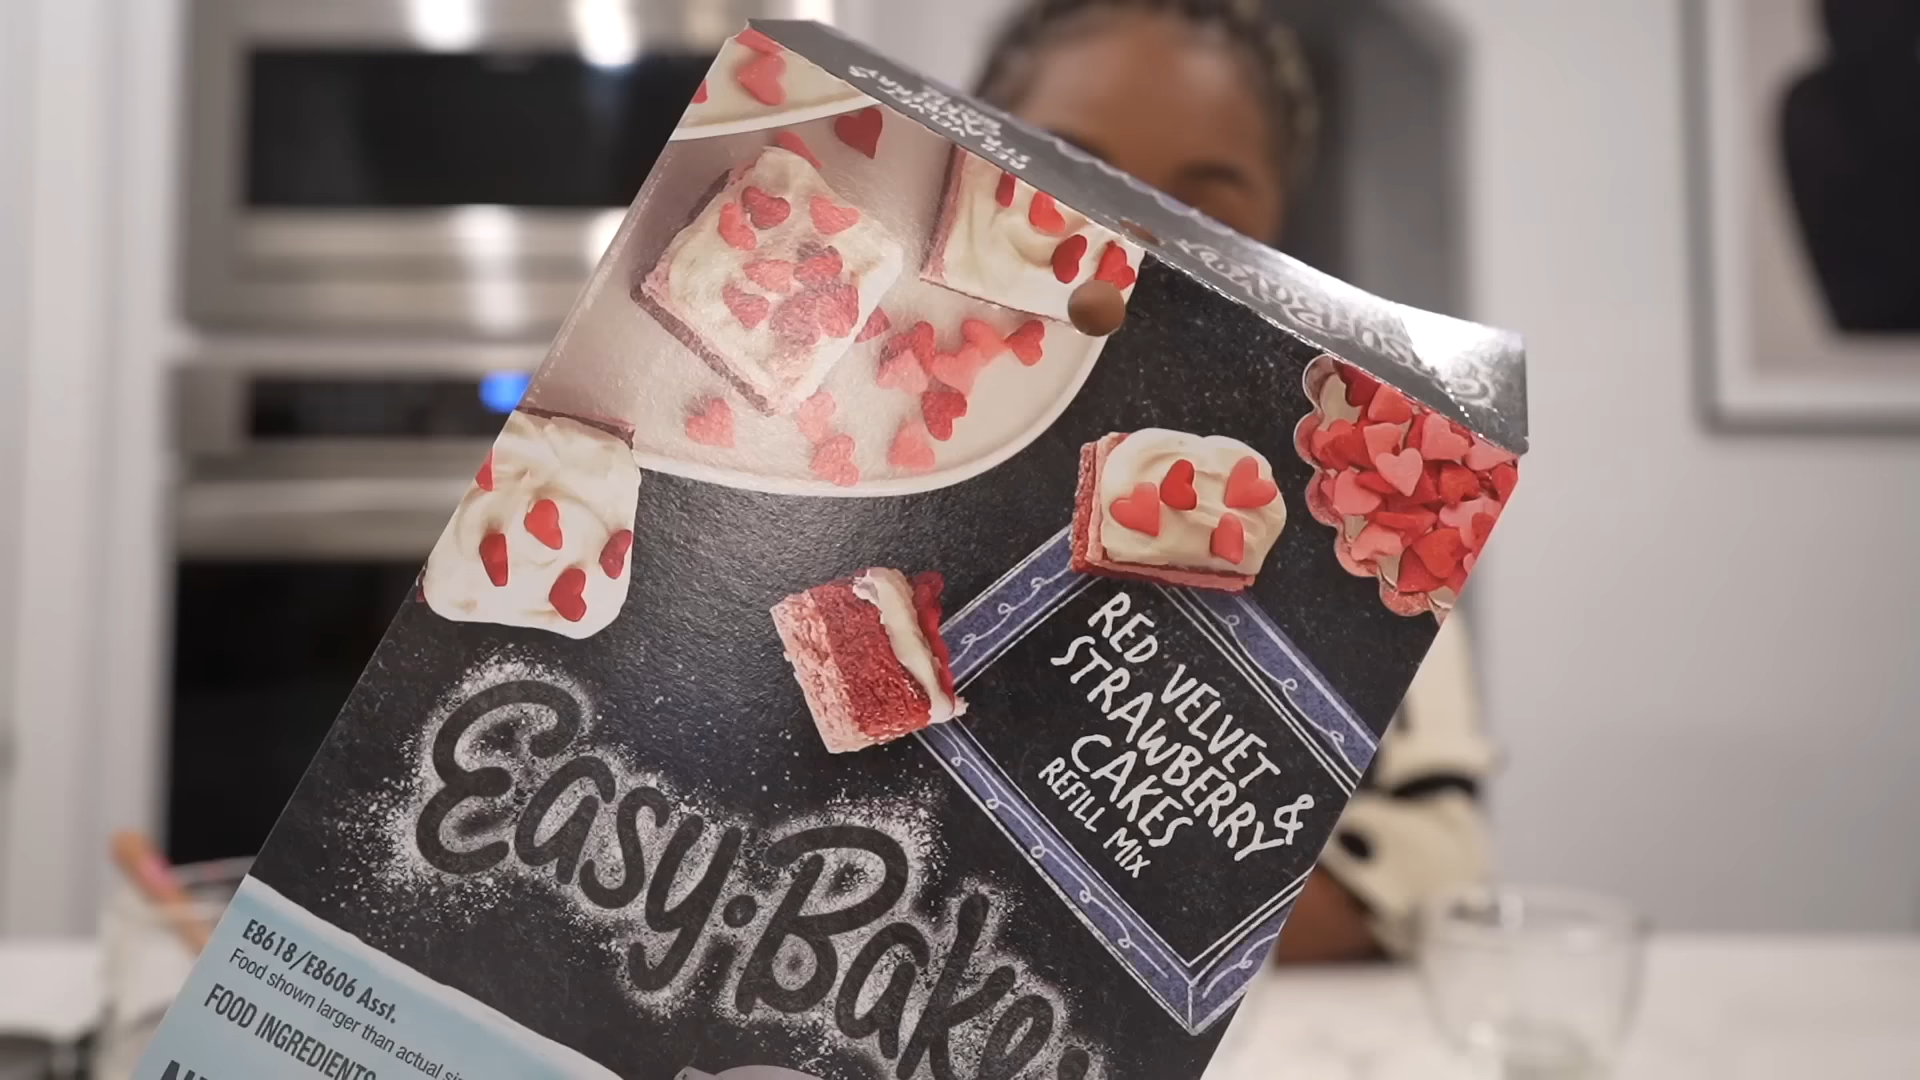 RED VELVET &
STRAWBERRY
CAKES
REFILL MIX
Easy·Bake
E8618/E8606 Asst.
Food shown larger than actual
FOOD INGREDIENTS